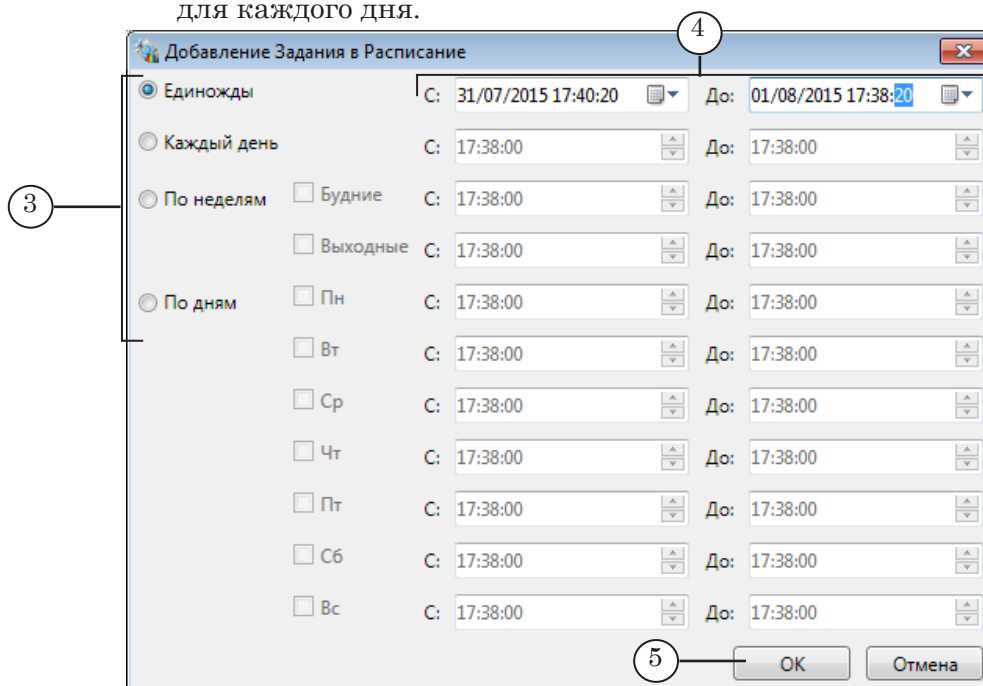 для каждого дня.
4
Добавление Задания в Расписание
Единожды С: 31/07/2015 17:40:20 До: 01/08/2015 17:38:20
Каждый день С: 17:38:00 До: 17:38:00
3
По неделям Будние С: 17:38:00 До: 17:38:00
Выходные С: 17:38:00 До: 17:38:00
По дням Пн С: 17:38:00 До: 17:38:00
Вт С: 17:38:00 До: 17:38:00
Ср С: 17:38:00 До: 17:38:00
Чт С: 17:38:00 До: 17:38:00
Пт С: 17:38:00 До: 17:38:00
Сб С: 17:38:00 До: 17:38:00
Вс С: 17:38:00 До: 17:38:00
5 ОК Отмена